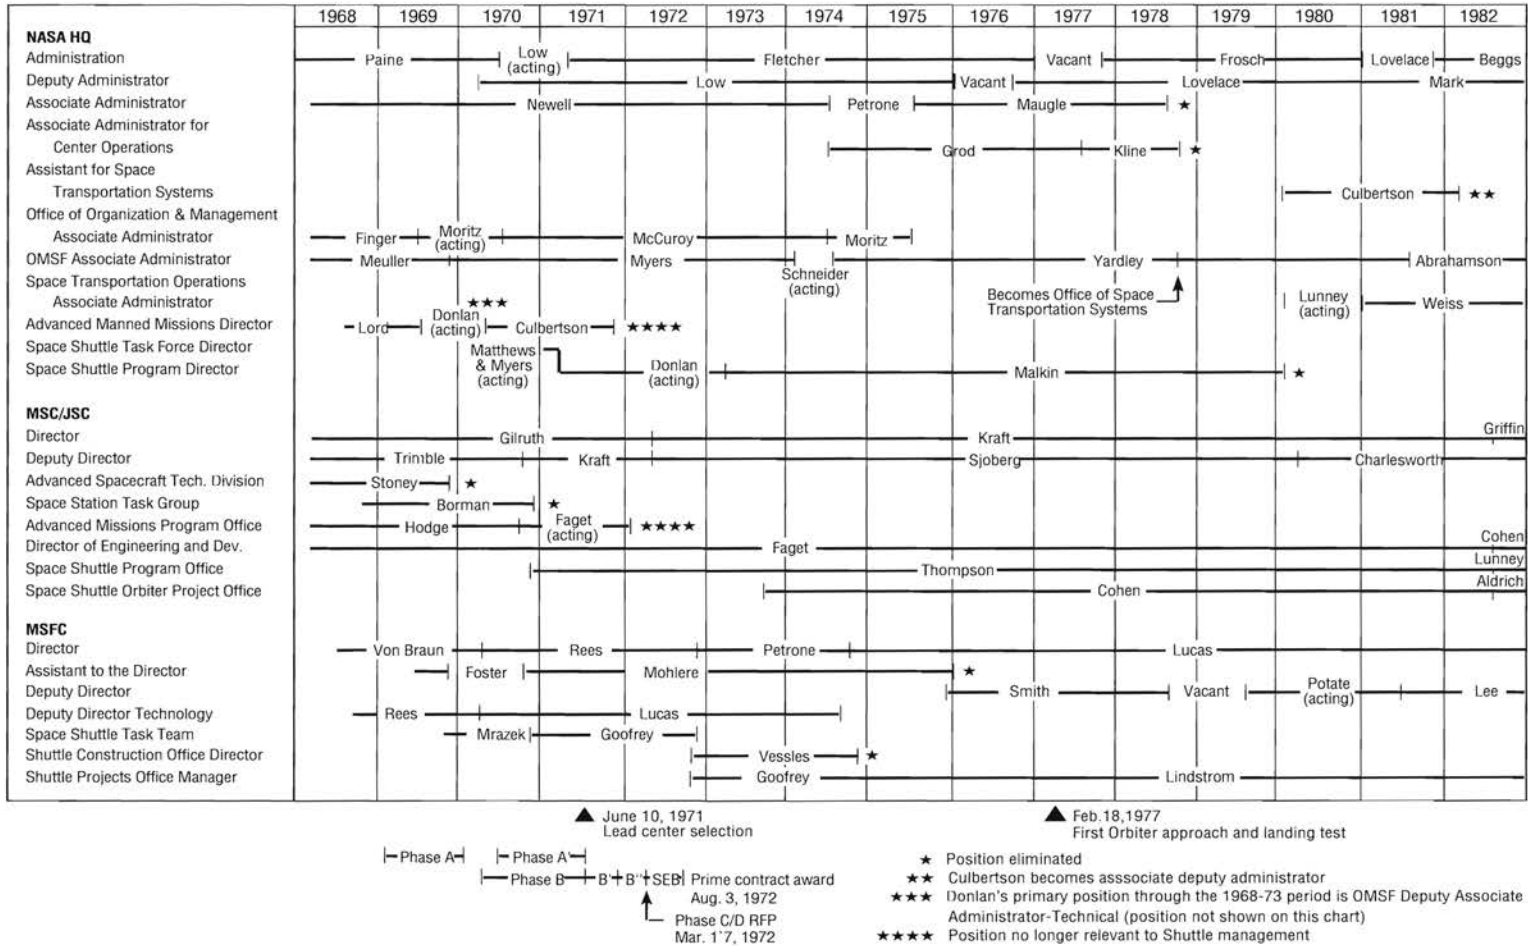 1968 1969 1970 1971 1972 1973 1974 1975 1976 1977 1978 1979 1980 1981 1982
NASA HQ
Administration Paine Low (acting) Fletcher Vacant Frosch Lovelace Beggs
Deputy Administrator Low Vacant Lovelace Mark
Associate Administrator Newell Petrone Maugle ★
Associate Administrator for
Center Operations Grod Kline ★
Assistant for Space
Transportation Systems Culbertson ★★
Office of Organization & Management
Associate Administrator Finger Moritz (acting) McCuroy Moritz
OMSF Associate Administrator Meuller Myers Schneider (acting) Yardley Abrahamson
Becomes Office of Space
Transportation Systems
Space Transportation Operations
Associate Administrator Lunney (acting) Weiss
★★★
Advanced Manned Missions Director Lord Donlan (acting) Culbertson ★★★★
Space Shuttle Task Force Director Matthews & Myers (acting)
Space Shuttle Program Director Donlan (acting) Malkin ★
MSC/JSC
Director Gilruth Kraft Griffin
Deputy Director Trimble Kraft Sjoberg Charlesworth
Advanced Spacecraft Tech. Division Stoney ★
Space Station Task Group Borman ★
Advanced Missions Program Office Hodge Faget (acting) ★★★★
Director of Engineering and Dev. Faget Cohen
Space Shuttle Program Office Thompson Lunney
Space Shuttle Orbiter Project Office Cohen Aldrich
MSFC
Director Von Braun Rees Petrone Lucas
Assistant to the Director Foster Mohlere ★
Deputy Director Smith Vacant Potate (acting) Lee
Deputy Director Technology Rees Lucas
Space Shuttle Task Team Mrazek Goofrey
Shuttle Construction Office Director Vessles ★
Shuttle Projects Office Manager Goofrey Lindstrom
▲ June 10, 1971
Lead center selection
▲ Feb.18,1977
First Orbiter approach and landing test
Phase A Phase A'
Phase B B' B'' SEB Prime contract award
Aug. 3, 1972
Phase C/D RFP
Mar. 1'7, 1972
★ Position eliminated
★★ Culbertson becomes asssociate deputy administrator
★★★ Donlan's primary position through the 1968-73 period is OMSF Deputy Associate
Administrator-Technical (position not shown on this chart)
★★★★ Position no longer relevant to Shuttle management